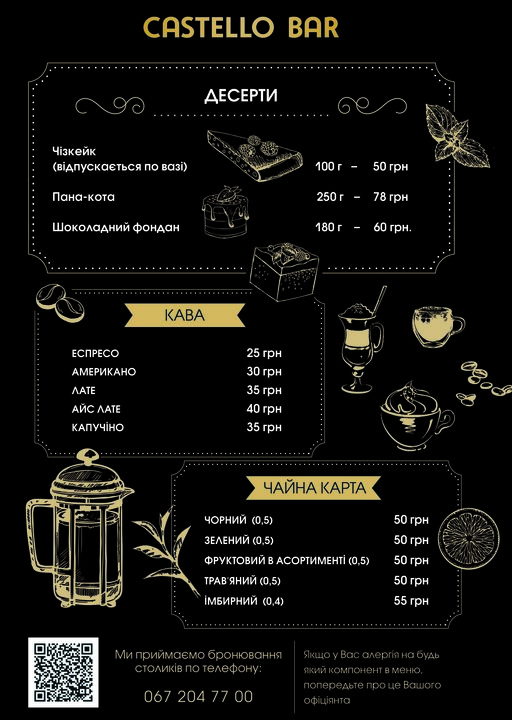 CASTELLO BAR
ДЕСЕРТИ
Чізкейк
(відпускається по вазі) 100 г – 50 грн
Пана-кота 250 г – 78 грн
Шоколадний фондан 180 г – 60 грн.
КАВА
ЕСПРЕСО 25 грн
АМЕРИКАНО 30 грн
ЛАТЕ 35 грн
АЙС ЛАТЕ 40 грн
КАПУЧІНО 35 грн
ЧАЙНА КАРТА
ЧОРНИЙ (0,5) 50 грн
ЗЕЛЕНИЙ (0,5) 50 грн
ФРУКТОВИЙ В АСОРТИМЕНТІ (0,5) 50 грн
ТРАВ'ЯНИЙ (0,5) 50 грн
ІМБИРНИЙ (0,4) 55 грн
Ми приймаємо бронювання
столиків по телефону:
067 204 77 00
Якщо у Вас алергія на будь
який компонент в меню,
попередьте про це Вашого
офіціянта